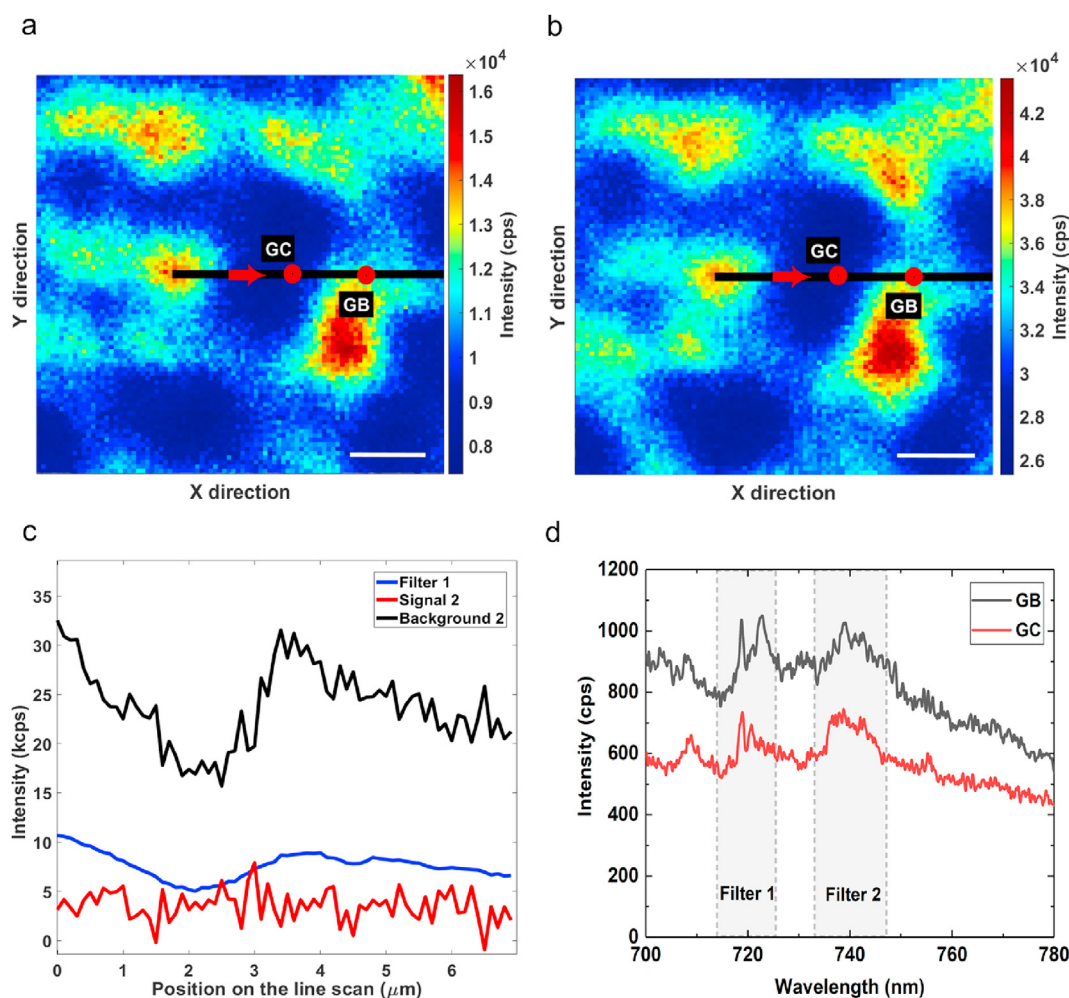 a
×10⁴
1.6
1.5
1.4
1.3
1.2
1.1
1
0.9
0.8
Intensity (cps)
GC
GB
Y direction
X direction
b
×10⁴
4.2
4
3.8
3.6
3.4
3.2
3
2.8
2.6
Intensity (cps)
GC
GB
Y direction
X direction
c
Filter 1
Signal 2
Background 2
35
30
25
20
15
10
5
0
Intensity (kcps)
0 1 2 3 4 5 6
Position on the line scan (μm)
d
GB
GC
1200
1000
800
600
400
200
0
Intensity (cps)
Filter 1 Filter 2
700 720 740 760 780
Wavelength (nm)